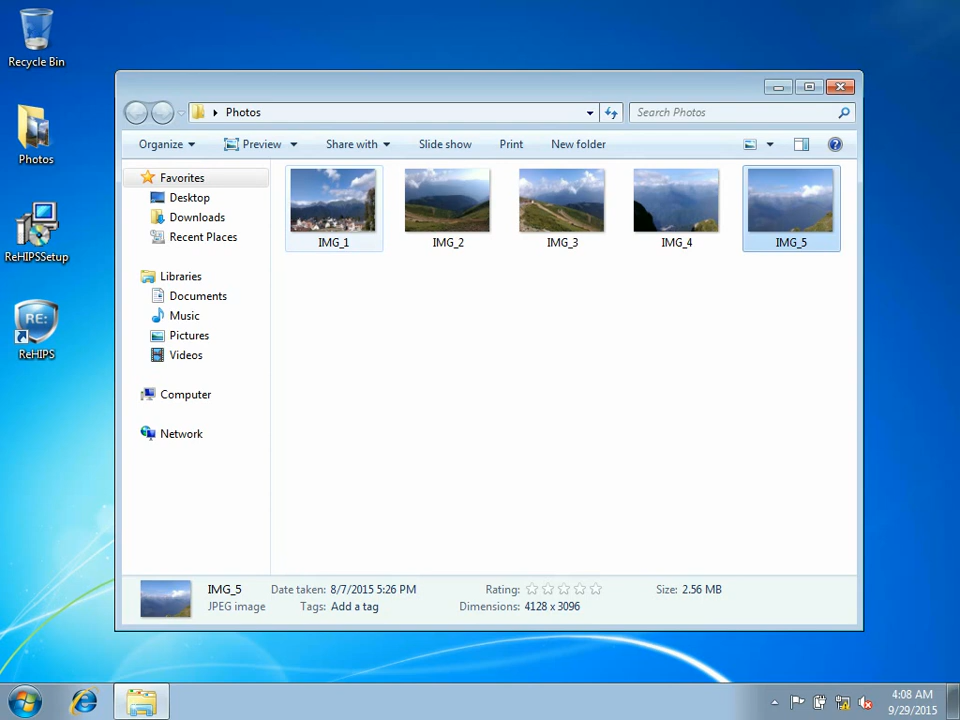 Recycle Bin
Photos
ReHIPSSetup
RE:
ReHIPS
Photos
Search Photos
Organize
Preview
Share with
Slide show
Print
New folder
Favorites
Desktop
Downloads
Recent Places
Libraries
Documents
Music
Pictures
Videos
Computer
Network
IMG_1
IMG_2
IMG_3
IMG_4
IMG_5
IMG_5
JPEG image
Date taken: 8/7/2015 5:26 PM
Tags: Add a tag
Rating:
Dimensions: 4128 x 3096
Size: 2.56 MB
4:08 AM
9/29/2015